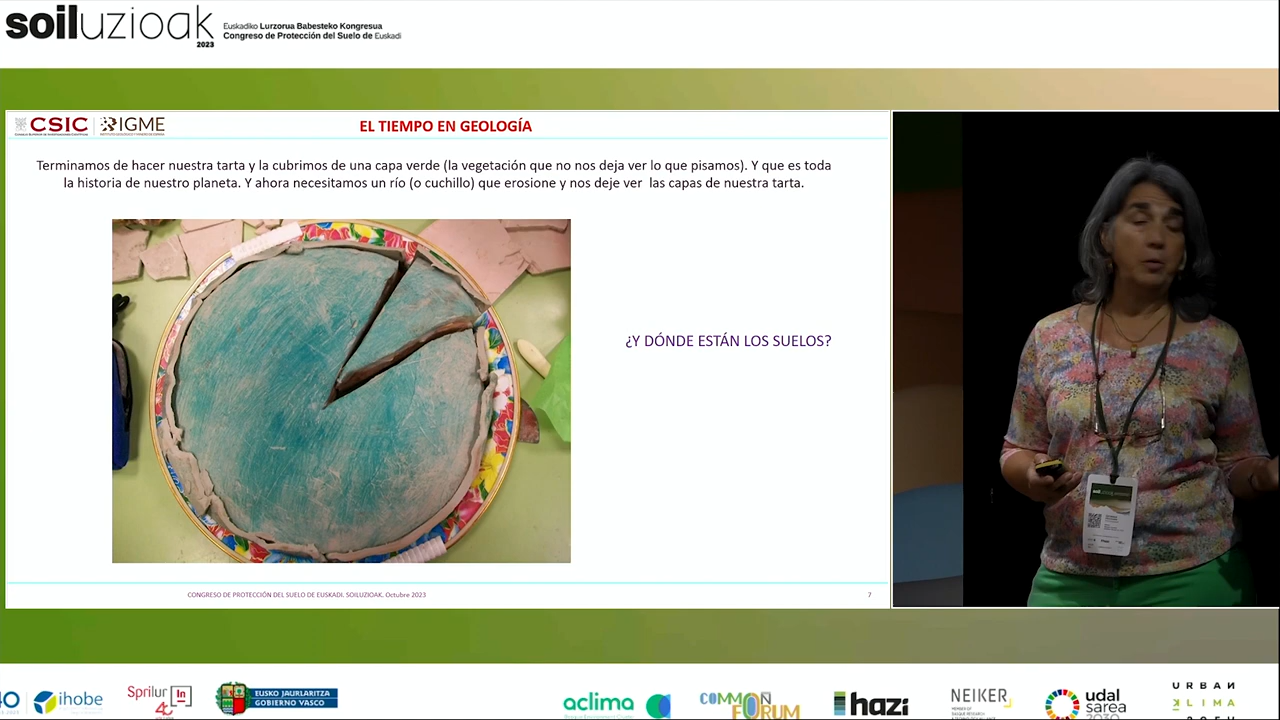 soiluzioak
2023
Euskadiko Lurzorua Babesteko Kongresua
Congreso de Protección del Suelo de Euskadi
CSIC
IGME
EL TIEMPO EN GEOLOGÍA
Terminamos de hacer nuestra tarta y la cubrimos de una capa verde (la vegetación que no nos deja ver lo que pisamos). Y que es toda
la historia de nuestro planeta. Y ahora necesitamos un río (o cuchillo) que erosione y nos deje ver las capas de nuestra tarta.
¿Y DÓNDE ESTÁN LOS SUELOS?
CONGRESO DE PROTECCIÓN DEL SUELO DE EUSKADI. SOILUZIOAK. Octubre 2023
7
ihobe
Sprilur
EUSKO JAURLARITZA
GOBIERNO VASCO
aclima
COMMON
FORUM
hazi
NEIKER
udal
sarea
2030
URBAN
KLIMA